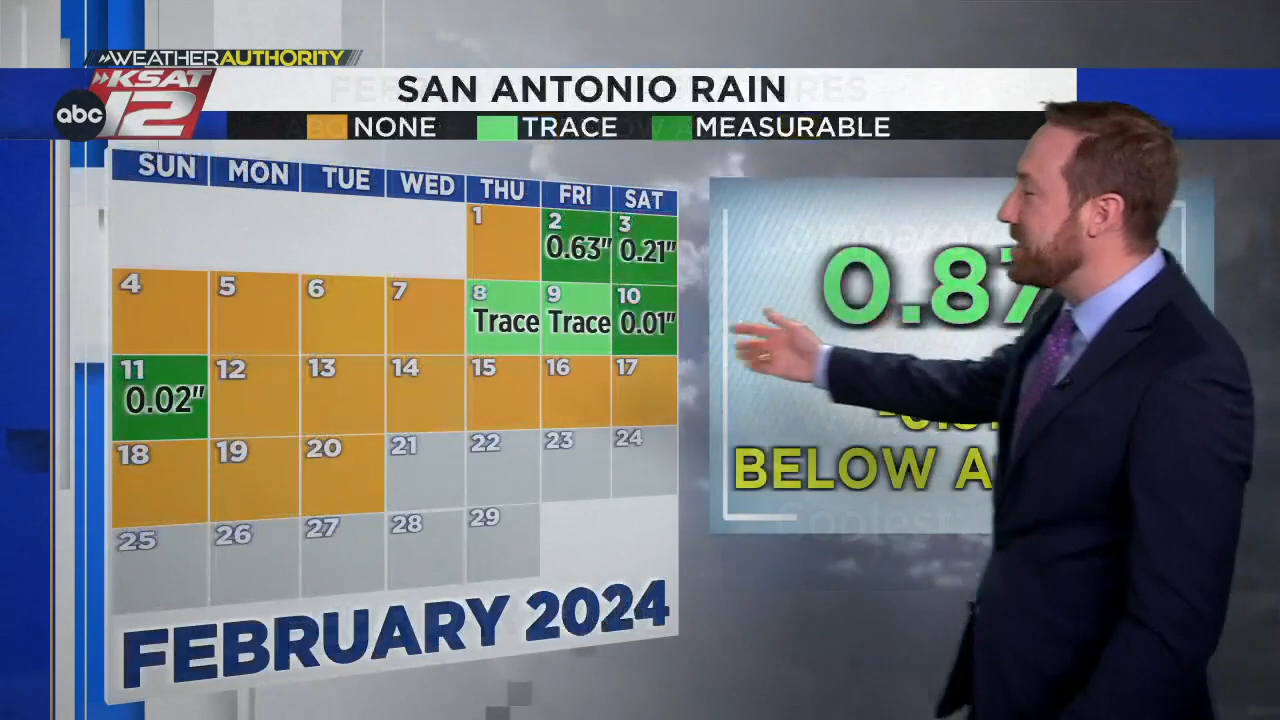 WEATHERAUTHORITY
KSAT
abc 12
SAN ANTONIO RAIN
NONE TRACE MEASURABLE
SUN MON TUE WED THU FRI SAT
1 2 3
0.63" 0.21"
4 5 6 7 8 9 10
Trace Trace 0.01"
11 12 13 14 15 16 17
0.02"
18 19 20 21 22 23 24
25 26 27 28 29
FEBRUARY 2024
0.87
BELOW